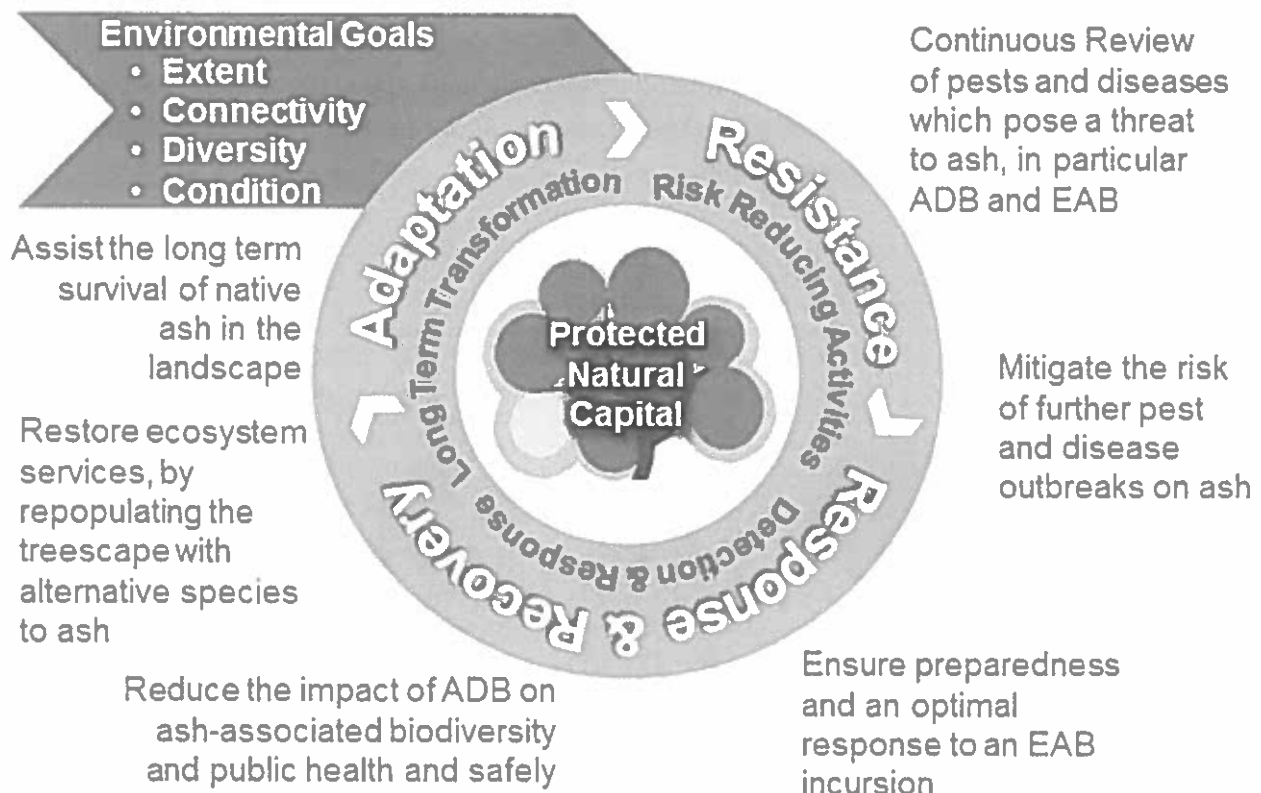 Environmental Goals
• Extent
• Connectivity
• Diversity
• Condition
Continuous Review
of pests and diseases
which pose a threat
to ash, in particular
ADB and EAB
Adaptation
Resistance
Response & Recovery
Long Term Transformation
Risk Reducing Activities
Detection & Response
Protected
Natural
Capital
Assist the long term
survival of native
ash in the
landscape
Mitigate the risk
of further pest
and disease
outbreaks on ash
Restore ecosystem
services, by
repopulating the
treescape with
alternative species
to ash
Ensure preparedness
and an optimal
response to an EAB
incursion
Reduce the impact of ADB on
ash-associated biodiversity
and public health and safely